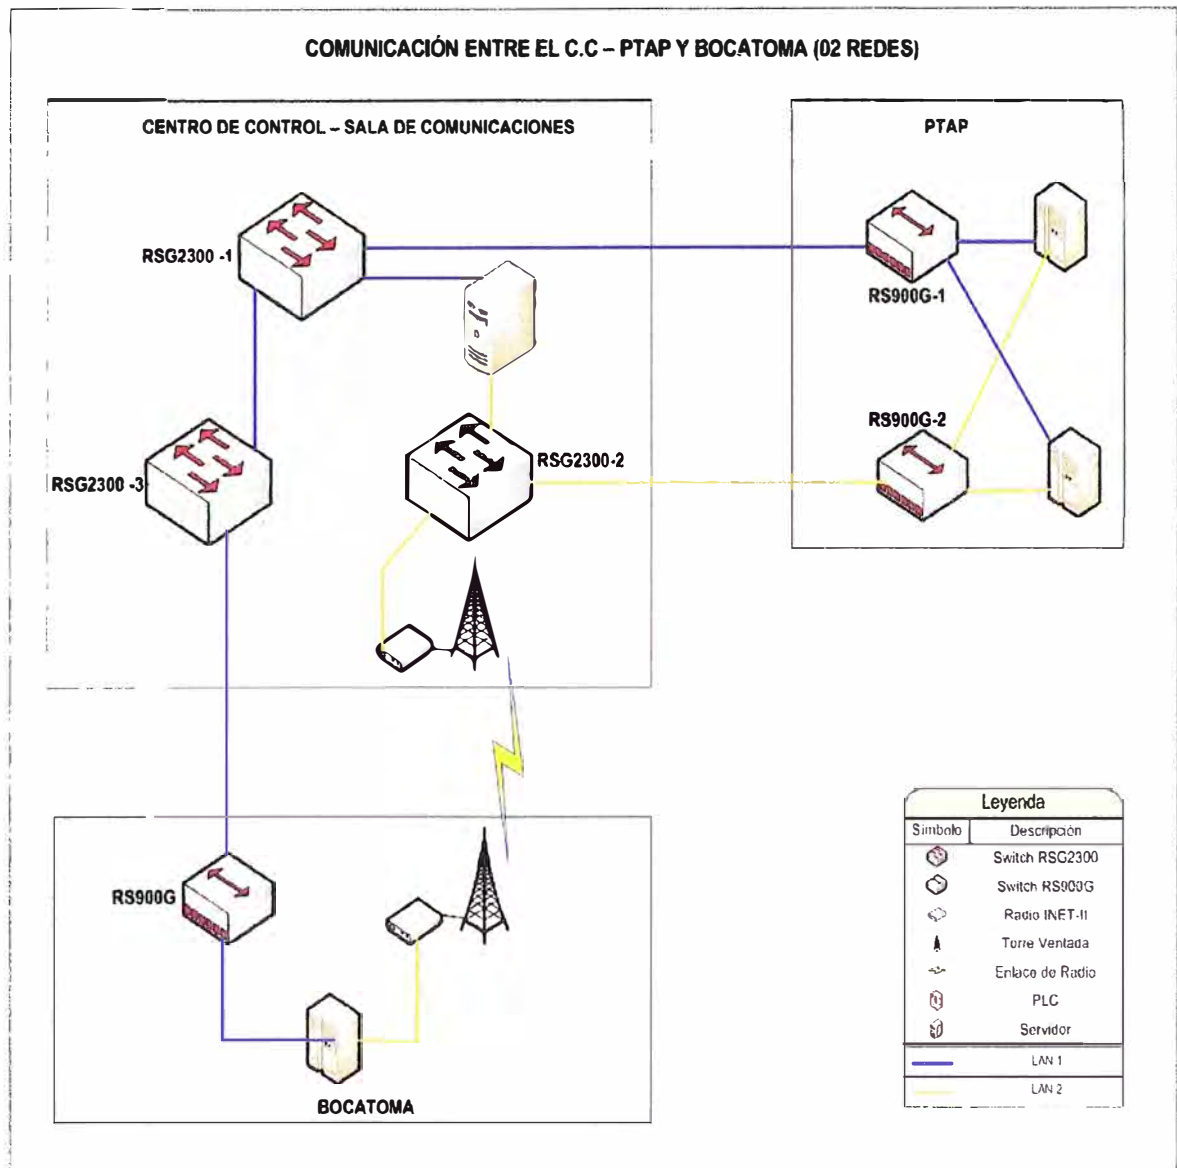 COMUNICACIÓN ENTRE EL C.C – PTAP Y BOCATOMA (02 REDES)
CENTRO DE CONTROL – SALA DE COMUNICACIONES
PTAP
RSG2300 -1
RS900G-1
RS900G-2
RSG2300-2
RSG2300 -3
RS900G
BOCATOMA
Leyenda
Símbolo Descripción
Switch RSG2300
Switch RS900G
Radio INET-II
Torre Ventada
Enlace de Radio
PLC
Servidor
LAN 1
LAN 2